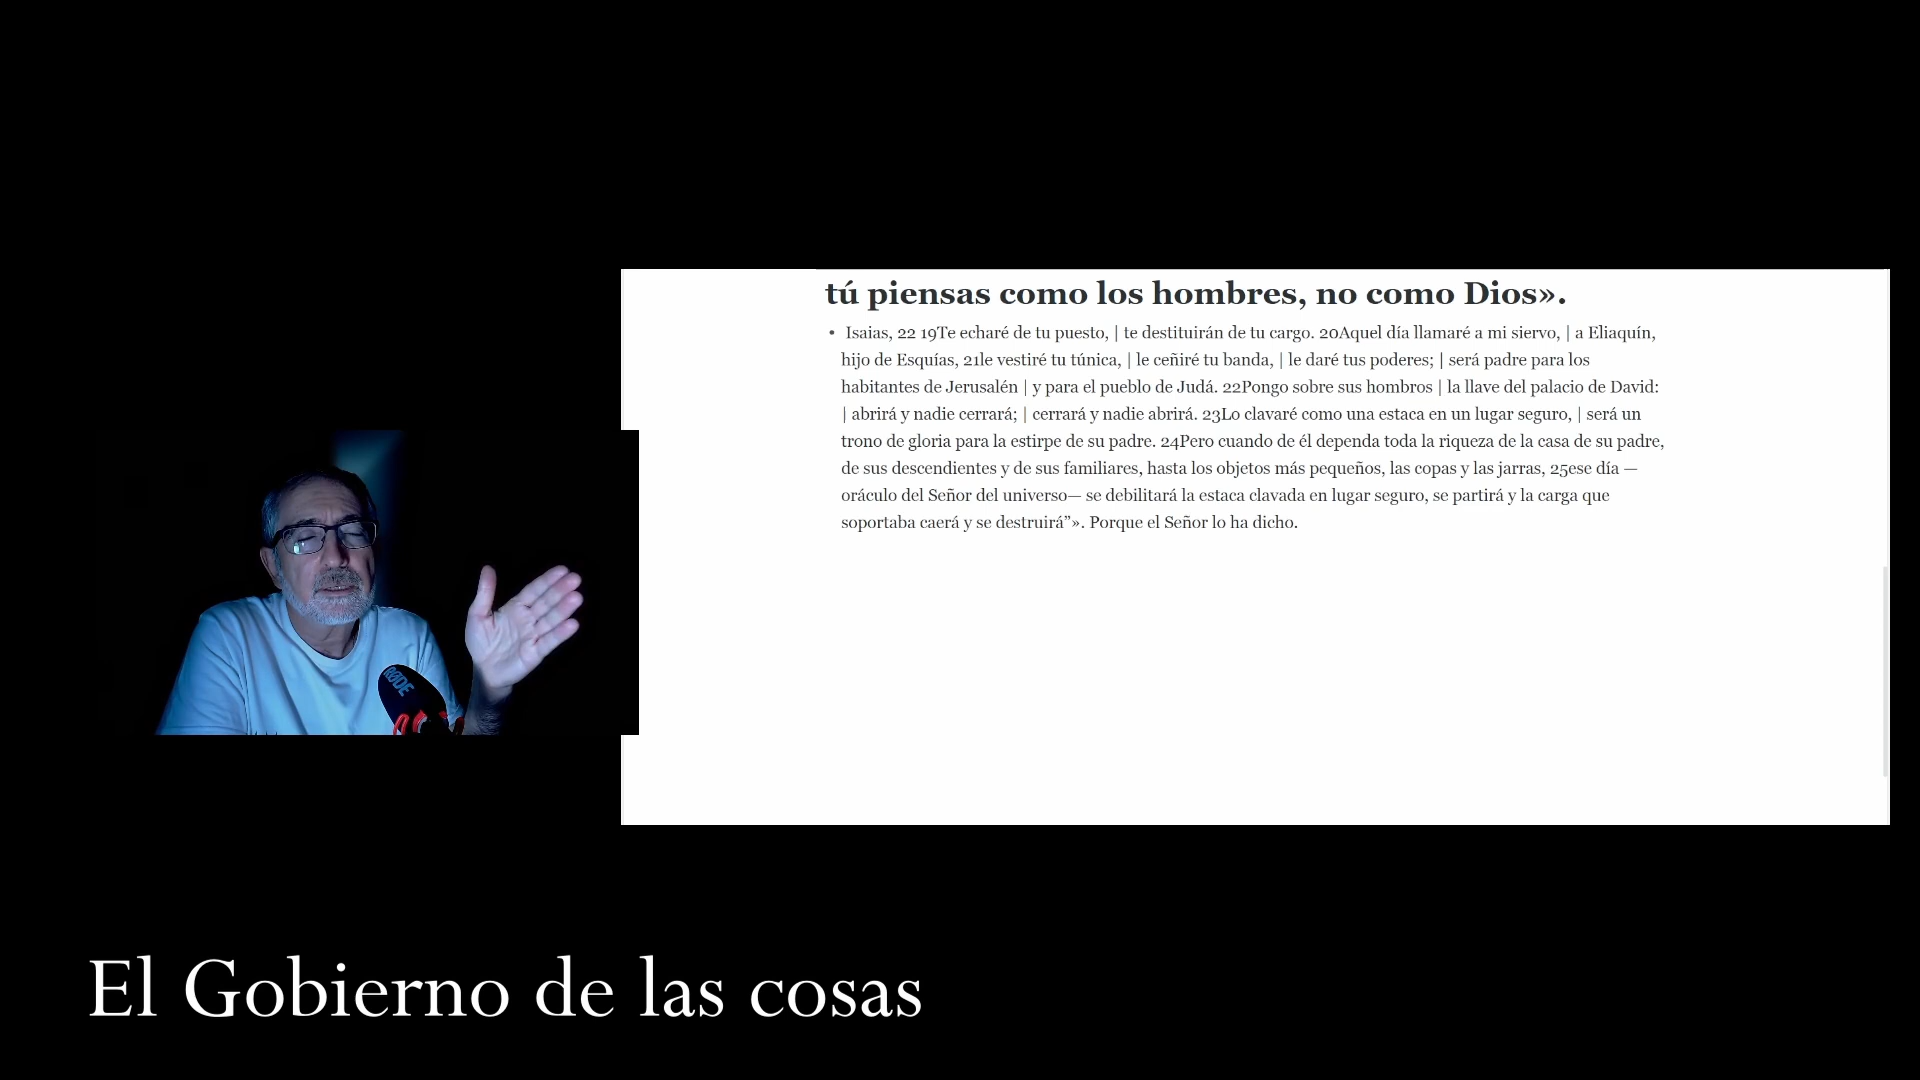 tú piensas como los hombres, no como Dios».
• Isaias, 22 19Te echaré de tu puesto, | te destituirán de tu cargo. 20Aquel día llamaré a mi siervo, | a Eliaquín,
hijo de Esquías, 21le vestiré tu túnica, | le ceñiré tu banda, | le daré tus poderes; | será padre para los
habitantes de Jerusalén | y para el pueblo de Judá. 22Pongo sobre sus hombros | la llave del palacio de David:
| abrirá y nadie cerrará; | cerrará y nadie abrirá. 23Lo clavaré como una estaca en un lugar seguro, | será un
trono de gloria para la estirpe de su padre. 24Pero cuando de él dependa toda la riqueza de la casa de su padre,
de sus descendientes y de sus familiares, hasta los objetos más pequeños, las copas y las jarras, 25ese día —
oráculo del Señor del universo— se debilitará la estaca clavada en lugar seguro, se partirá y la carga que
soportaba caerá y se destruirá”». Porque el Señor lo ha dicho.
RØDE
El Gobierno de las cosas